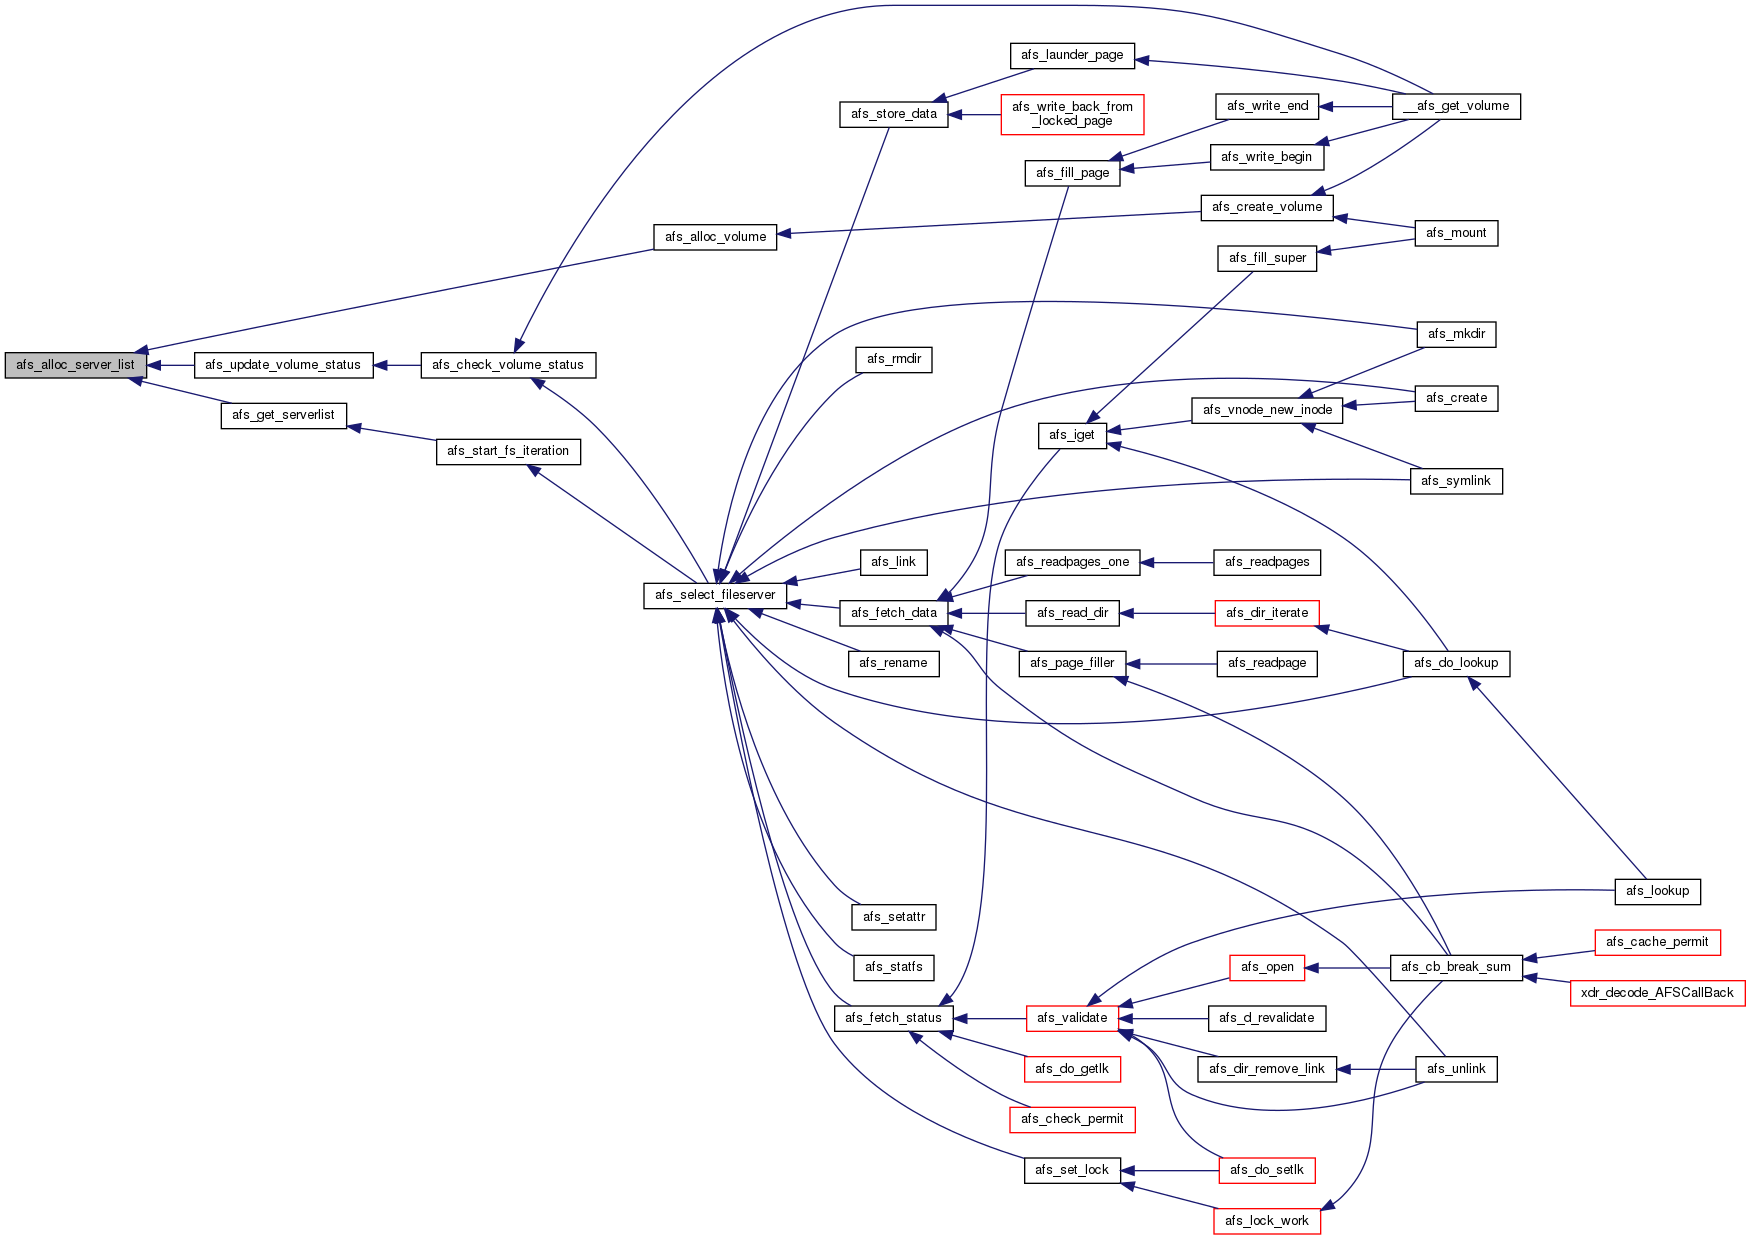 afs_launder_page
afs_write_end
__afs_get_volume
afs_store_data
afs_write_back_from
_locked_page
afs_write_begin
afs_fill_page
afs_create_volume
afs_alloc_volume
afs_mount
afs_fill_super
afs_mkdir
afs_rmdir
afs_alloc_server_list
afs_update_volume_status
afs_check_volume_status
afs_create
afs_get_serverlist
afs_vnode_new_inode
afs_iget
afs_start_fs_iteration
afs_symlink
afs_link
afs_readpages_one
afs_readpages
afs_select_fileserver
afs_fetch_data
afs_read_dir
afs_dir_iterate
afs_rename
afs_page_filler
afs_readpage
afs_do_lookup
afs_lookup
afs_setattr
afs_cache_permit
afs_statfs
afs_open
afs_cb_break_sum
xdr_decode_AFSCallBack
afs_fetch_status
afs_validate
afs_d_revalidate
afs_do_getlk
afs_dir_remove_link
afs_unlink
afs_check_permit
afs_set_lock
afs_do_setlk
afs_lock_work